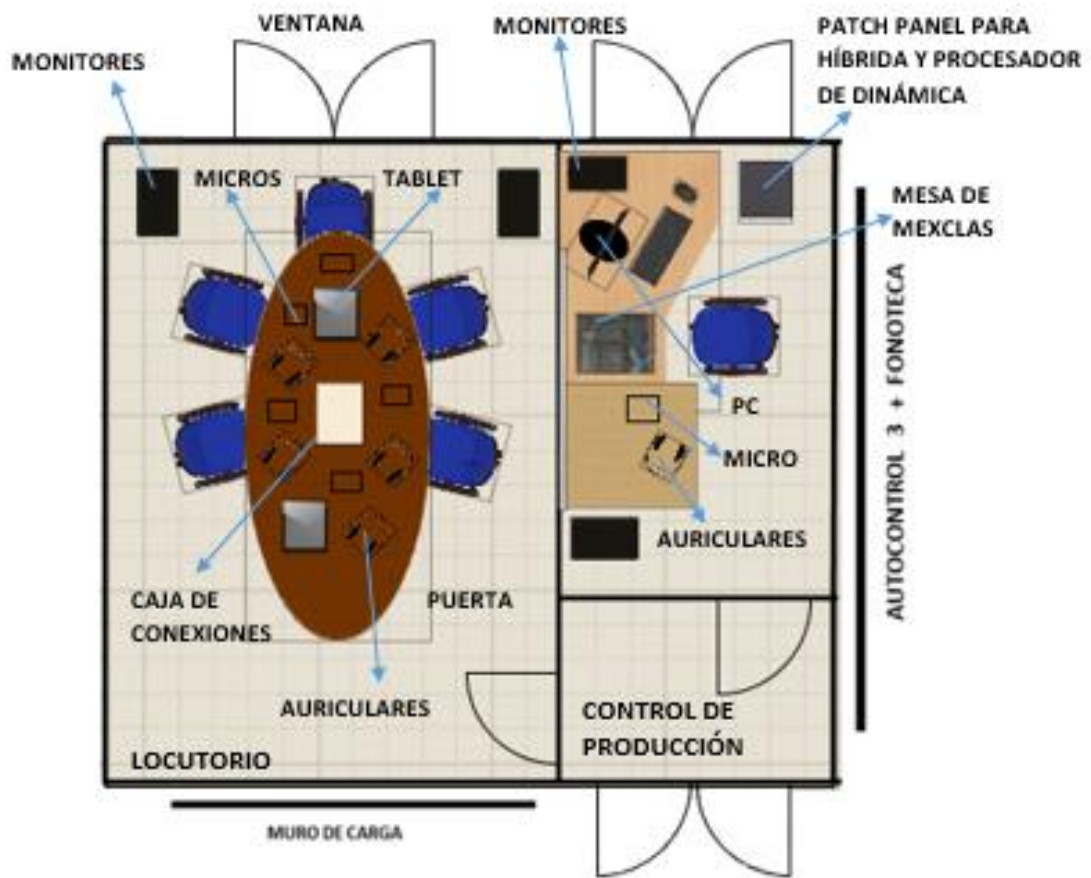 VENTANA
MONITORES
PATCH PANEL PARA
HÍBRIDA Y PROCESADOR
DE DINÁMICA
MONITORES
MICROS
TABLET
MESA DE
MEXCLAS
PC
MICRO
AURICULARES
AUTOCONTROL 3 + FONOTECA
CAJA DE
CONEXIONES
PUERTA
AURICULARES
CONTROL DE
PRODUCCIÓN
LOCUTORIO
MURO DE CARGA